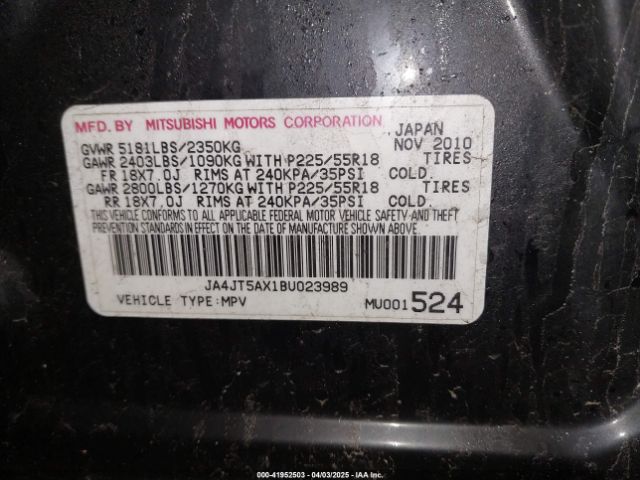 MFD. BY MITSUBISHI MOTORS CORPORATION JAPAN
GVWR 5181LBS/2350KG NOV 2010
GAWR 2403LBS/1090KG WITH P225/55R18 TIRES
FR 18X7.0J RIMS AT 240KPA/35PSI COLD.
GAWR 2800LBS/1270KG WITH P225/55R18 TIRES
RR 18X7.0J RIMS AT 240KPA/35PSI COLD.
THIS VEHICLE CONFORMS TO ALL APPLICABLE FEDERAL MOTOR VEHICLE SAFETY AND THEFT
PREVENTION STANDARDS IN EFFECT ON THE DATE OF MANUFACTURE SHOWN ABOVE.
JA4JT5AX1BU023989
VEHICLE TYPE:MPV MU001524
000-41952503 04/03/2025 IAAI.COM